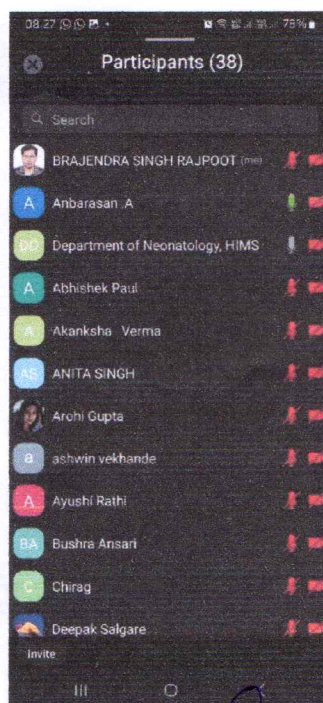 08:27
78%
Participants (38)
Search
BRAJENDRA SINGH RAJPOOT (me)
A Anbarasan .A
DO Department of Neonatology, HIMS
A Abhishek Paul
A Akanksha Verma
AS ANITA SINGH
Arohi Gupta
a ashwin vekhande
A Ayushi Rathi
BA Bushra Ansari
C Chirag
Deepak Salgare
Invite